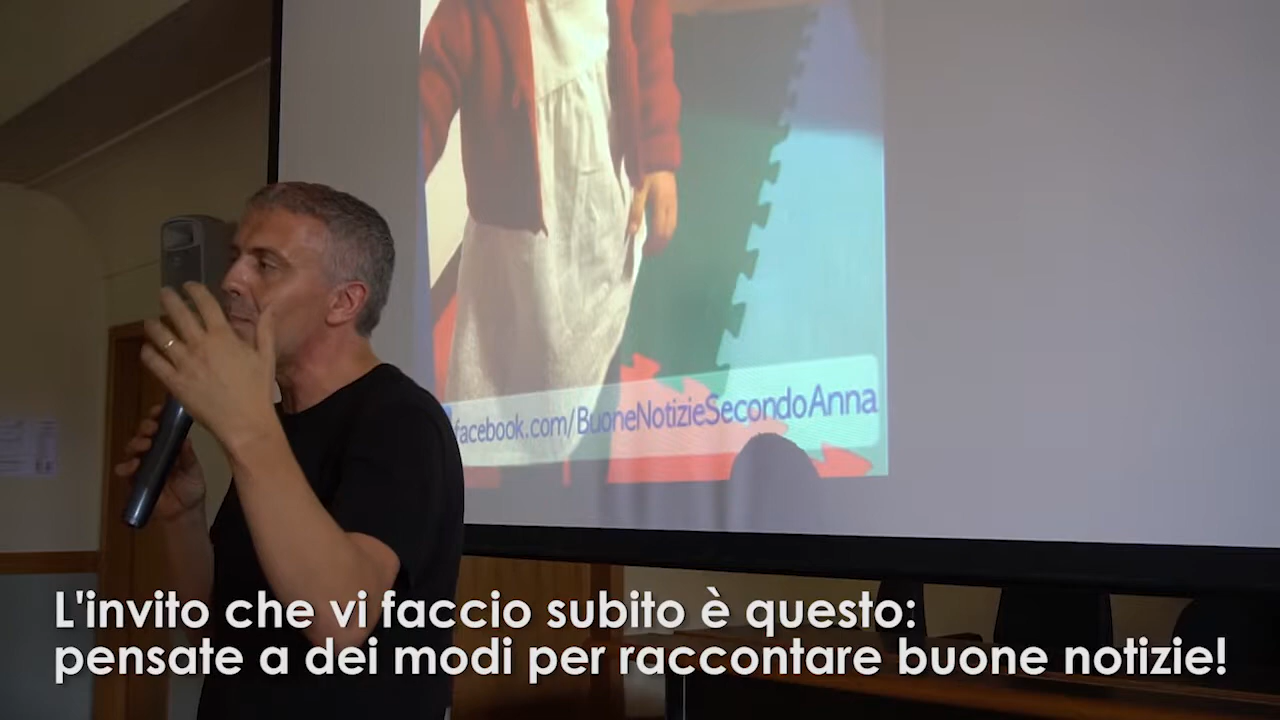 facebook.com/BuoneNotizieSecondoAnna
L'invito che vi faccio subito è questo:
pensate a dei modi per raccontare buone notizie!